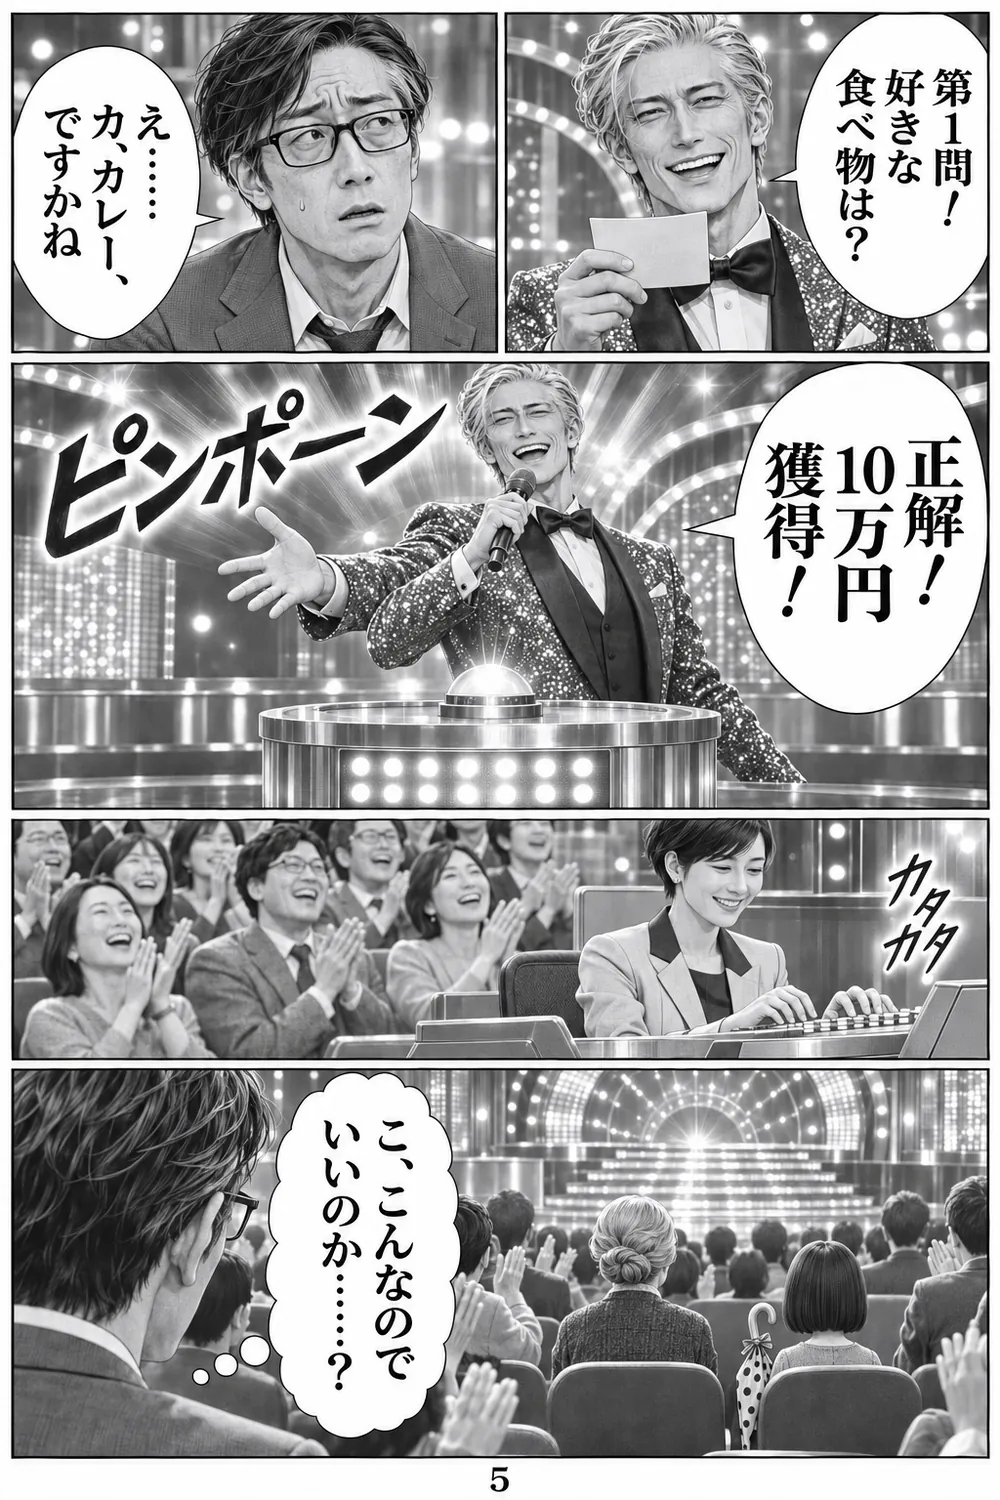 第1問！
好きな
食べ物は？
え……
カ、カレー、
ですかね
正解！
10万円
獲得！
ピンポーン
カタ
カタ
こ、こんなので
いいのか……？
5